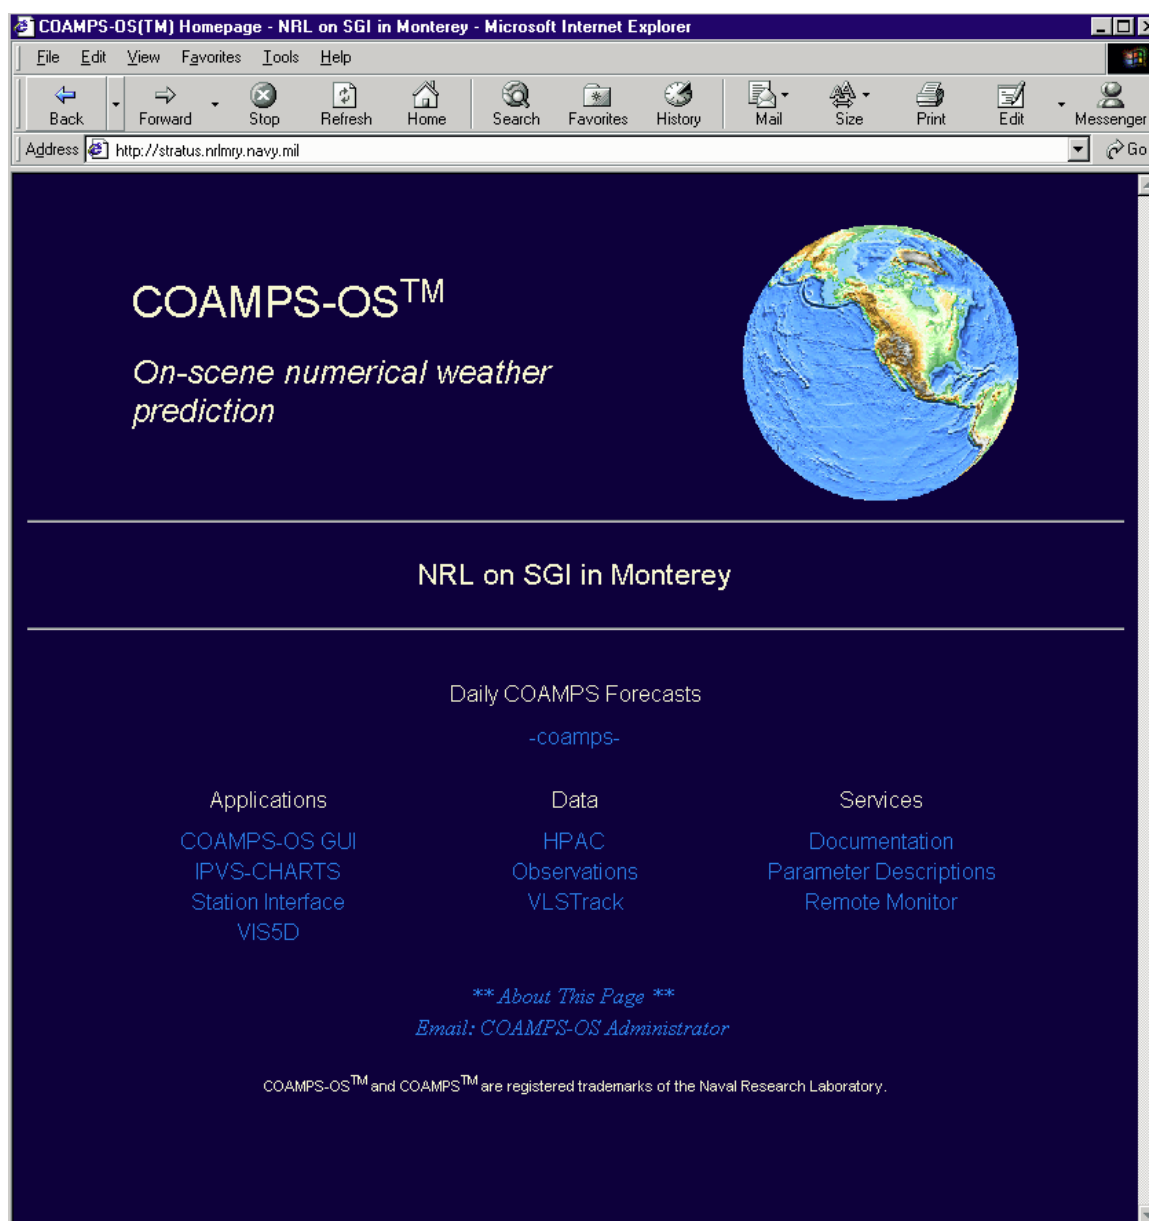 COAMPS-OS(TM) Homepage - NRL on SGI in Monterey - Microsoft Internet Explorer
File Edit View Favorites Tools Help
Back Forward Stop Refresh Home Search Favorites History Mail Size Print Edit Messenger
Address http://stratus.nrlmry.navy.mil Go
COAMPS-OS™
On-scene numerical weather
prediction
NRL on SGI in Monterey
Daily COAMPS Forecasts
-coamps-
Applications Data Services
COAMPS-OS GUI HPAC Documentation
IPVS-CHARTS Observations Parameter Descriptions
Station Interface VLSTrack Remote Monitor
VIS5D
** About This Page **
Email: COAMPS-OS Administrator
COAMPS-OS™ and COAMPS™ are registered trademarks of the Naval Research Laboratory.